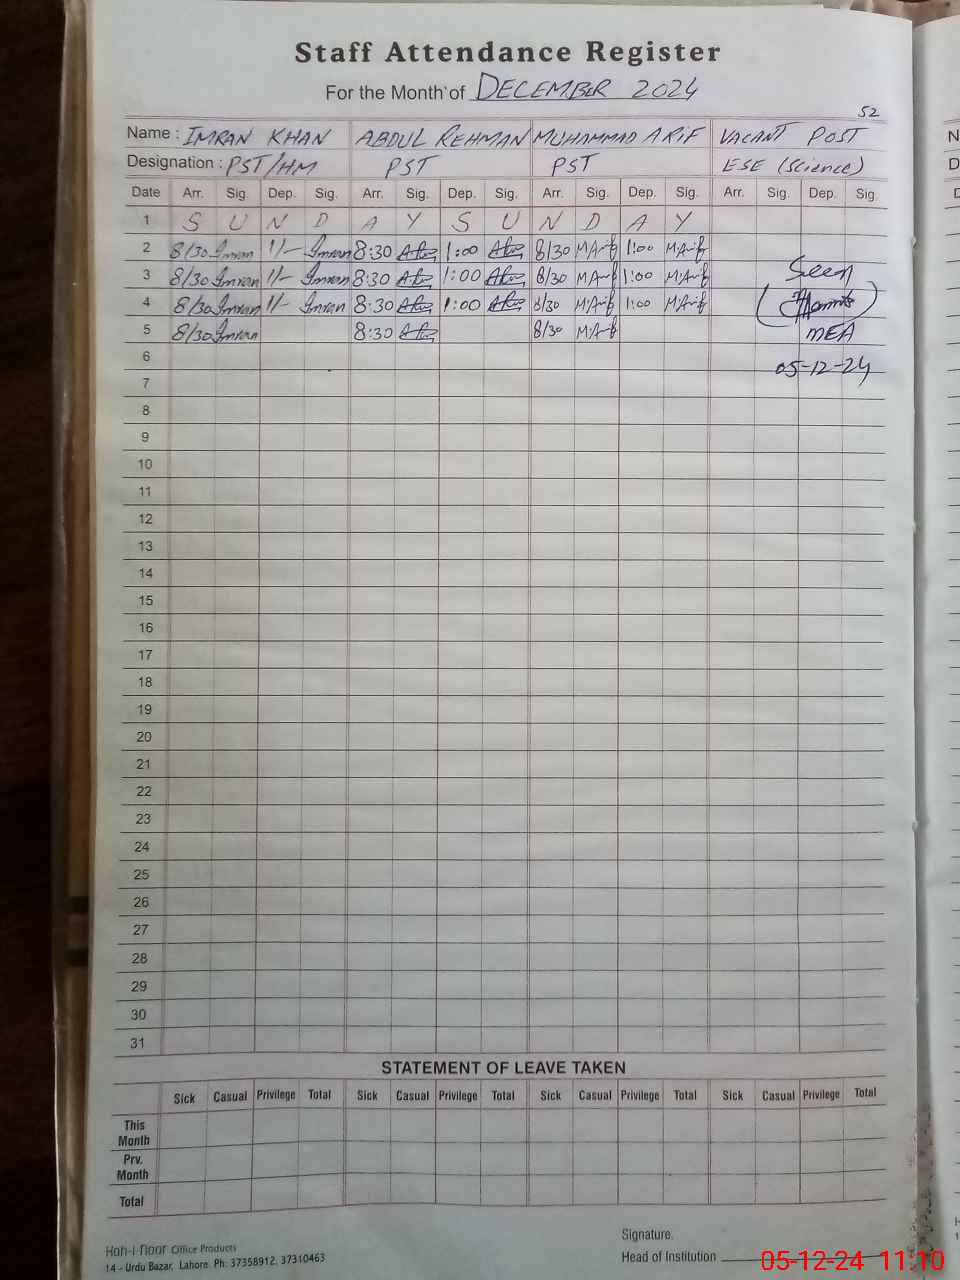 Staff Attendance Register
For the Month of DECEMBER 2024
52
Name : IMRAN KHAN ABDUL REHMAN MUHAMMAD ARIF VACANT POST
Designation : PST/HM PST PST ESE (Science)
Date Arr. Sig. Dep. Sig. Arr. Sig. Dep. Sig. Arr. Sig. Dep. Sig. Arr. Sig. Dep. Sig.
1 S U N D A Y S U N D A Y
2 8/30 Imran 1/- Imran 8:30 1:00 8/30 M Arif 1:00 M.Arif
3 8/30 Imran 1/- Imran 8:30 1:00 8/30 M Arif 1:00 M.Arif Seen
4 8/30 Imran 1/- Imran 8:30 1:00 8/30 M Arif 1:00 M.Arif
5 8/30 Imran 8:30 8/30 M Arif MEA
6 05-12-24
7
8
9
10
11
12
13
14
15
16
17
18
19
20
21
22
23
24
25
26
27
28
29
30
31
STATEMENT OF LEAVE TAKEN
Sick Casual Privilege Total Sick Casual Privilege Total Sick Casual Privilege Total Sick Casual Privilege Total
This
Month
Prv.
Month
Total
Koh-i-noor Office Products
14 - Urdu Bazar, Lahore. Ph: 37358912, 37310463
Signature.
Head of Institution
05-12-24 11:10